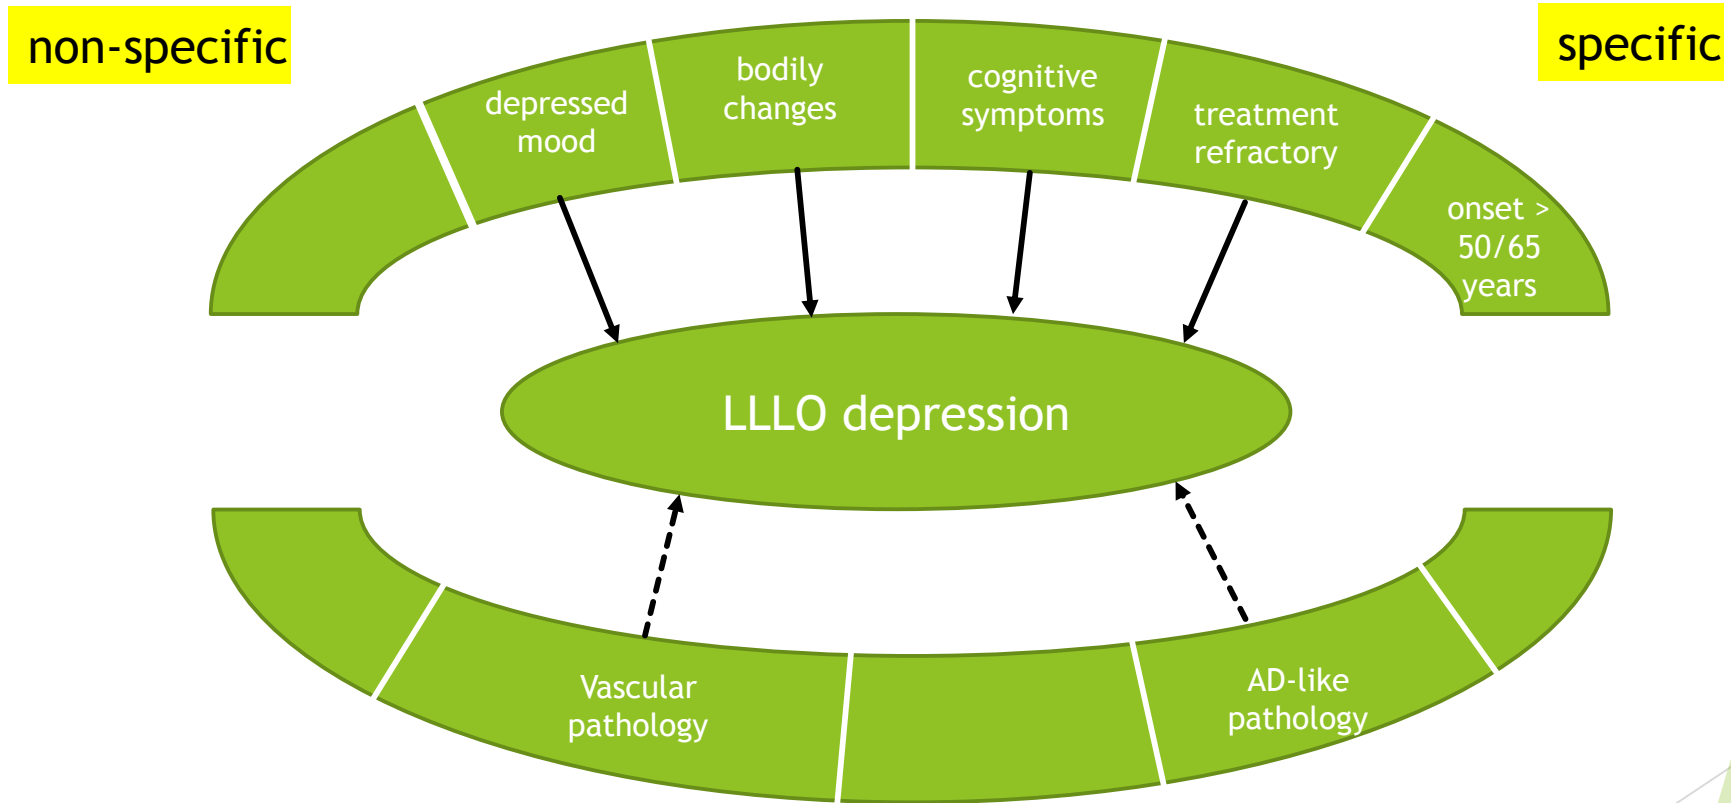 non-specific
specific
depressed
mood
bodily
changes
cognitive
symptoms
treatment
refractory
onset >
50/65
years
LLLO depression
Vascular
pathology
AD-like
pathology